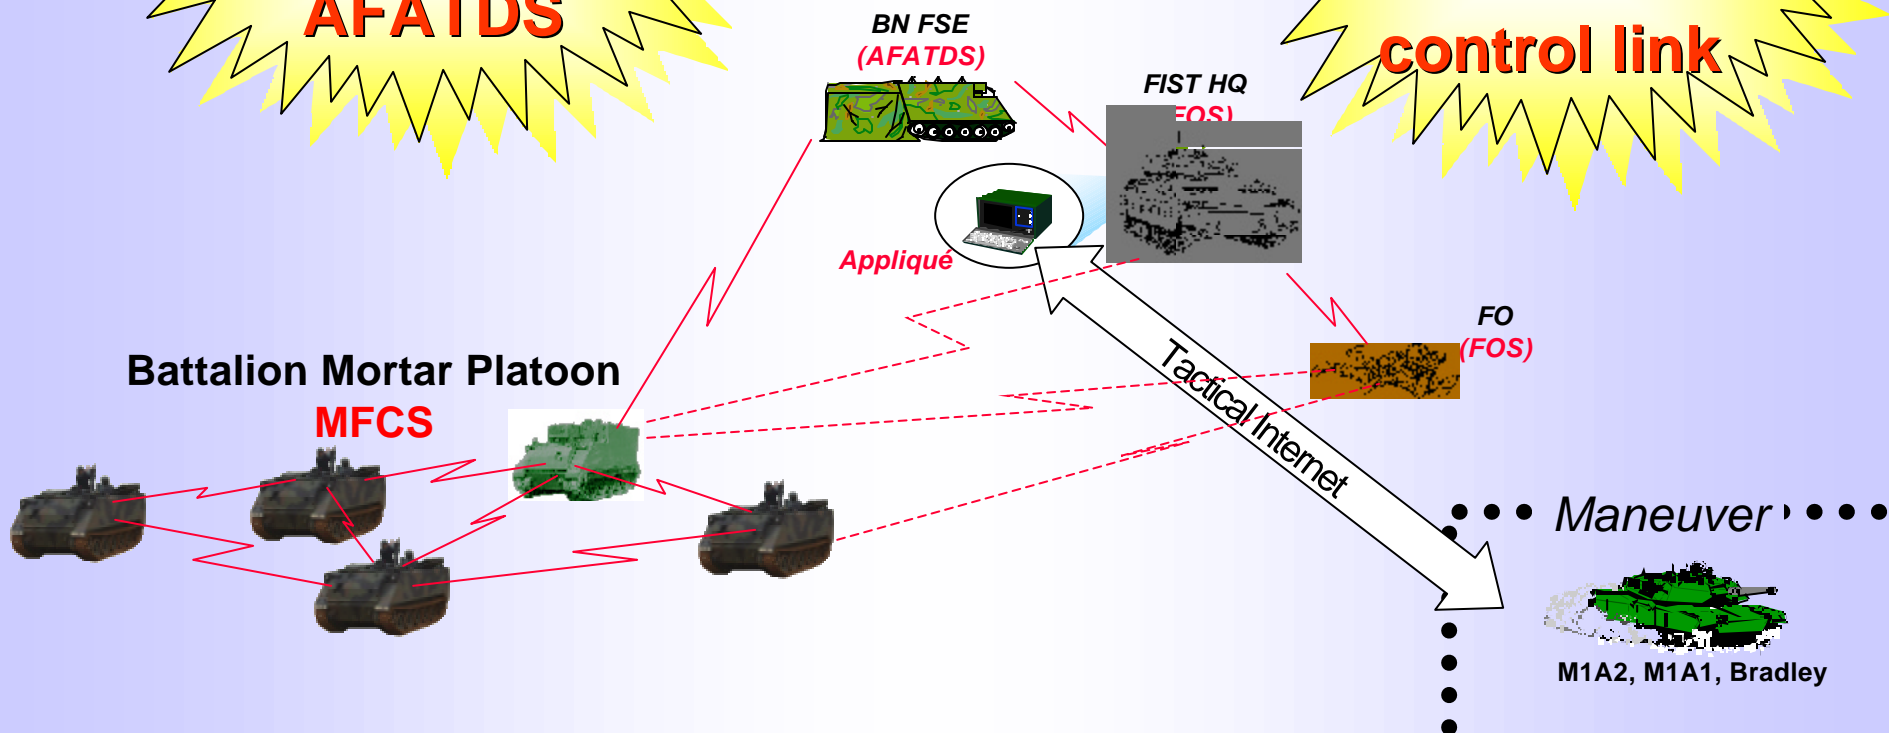 AFATDS
control link
BN FSE
(AFATDS)
FIST HQ
FOS)
Appliqué
FO
(FOS)
Battalion Mortar Platoon
MFCS
Tactical Internet
Maneuver
M1A2, M1A1, Bradley